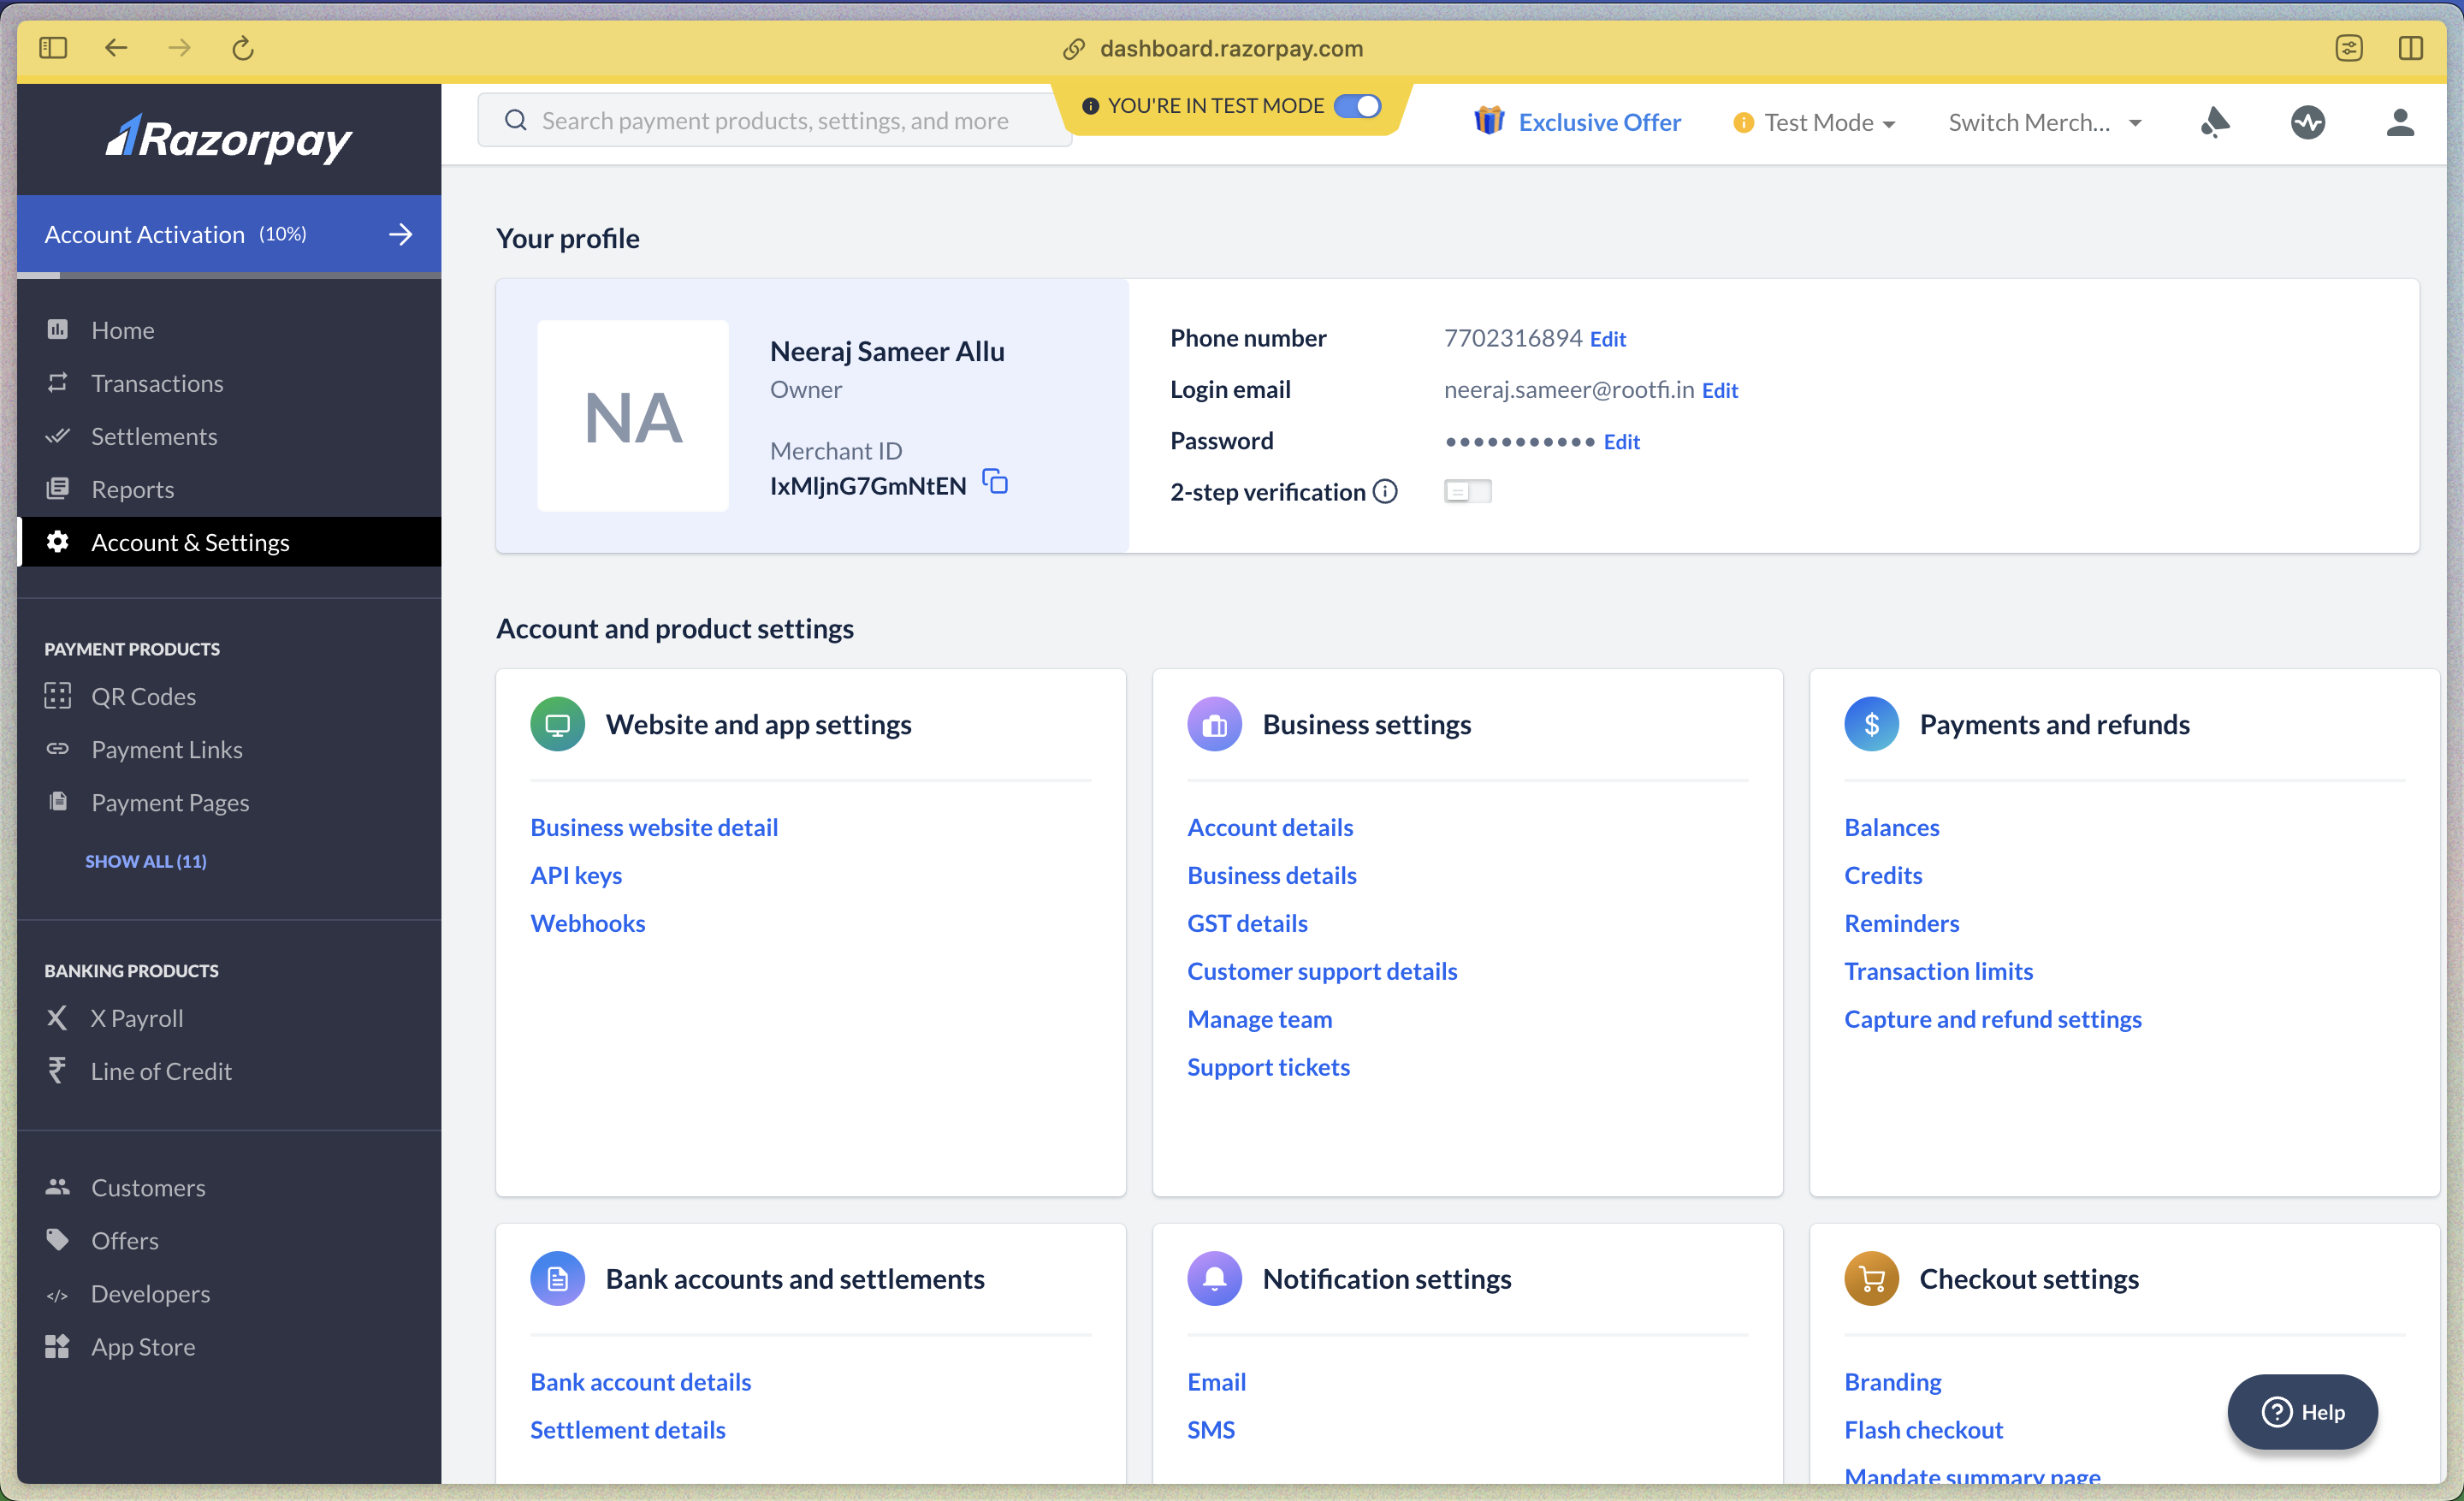 dashboard.razorpay.com
Razorpay
Search payment products, settings, and more
YOU'RE IN TEST MODE
Exclusive Offer
Test Mode
Switch Merch...
Account Activation (10%)
Home
Transactions
Settlements
Reports
Account & Settings
PAYMENT PRODUCTS
QR Codes
Payment Links
Payment Pages
SHOW ALL (11)
BANKING PRODUCTS
X Payroll
Line of Credit
Customers
Offers
Developers
App Store
Your profile
NA
Neeraj Sameer Allu
Owner
Merchant ID
IxMljnG7GmNtEN
Phone number 7702316894 Edit
Login email neeraj.sameer@rootfi.in Edit
Password ••••••••••• Edit
2-step verification
Account and product settings
Website and app settings
Business website detail
API keys
Webhooks
Business settings
Account details
Business details
GST details
Customer support details
Manage team
Support tickets
Payments and refunds
Balances
Credits
Reminders
Transaction limits
Capture and refund settings
Bank accounts and settlements
Bank account details
Settlement details
Notification settings
Email
SMS
Checkout settings
Branding
Flash checkout
Mandate summary page
Help